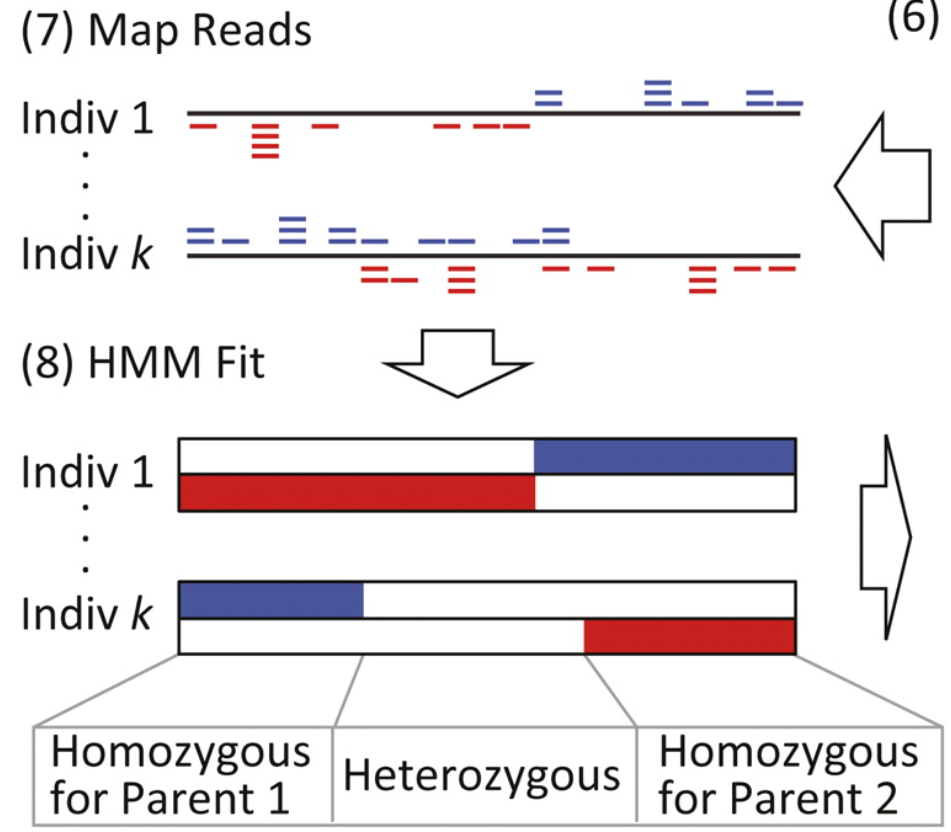 (7) Map Reads
(6)
Indiv 1
Indiv k
(8) HMM Fit
Indiv 1
Indiv k
Homozygous
for Parent 1
Heterozygous
Homozygous
for Parent 2